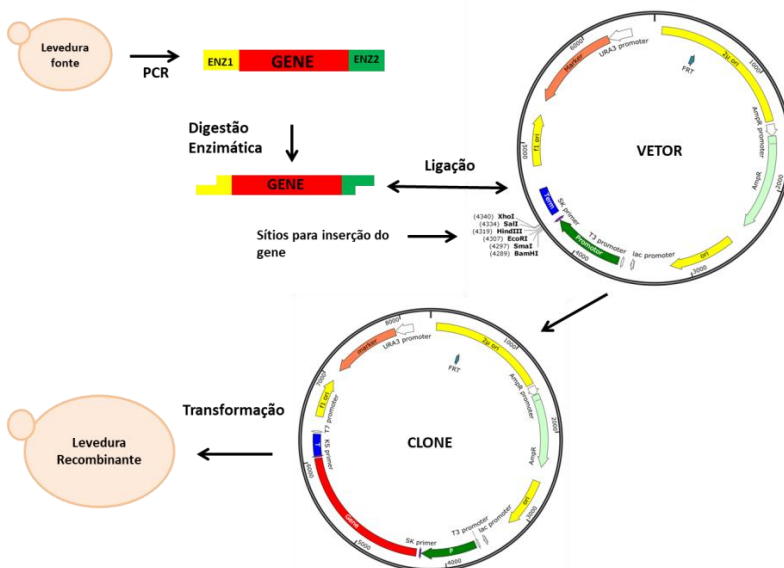 Levedura
fonte
PCR
ENZ1
GENE
ENZ2
Digestão
Enzimática
GENE
Ligação
Sítios para inserção do
gene
(4340) XhoI
(4334) SalI
(4319) HindIII
(4307) EcoRI
(4297) SmaI
(4289) BamHI
VETOR
2μ ori
1000
FRT
AmpR promoter
AmpR
2000
ori
3000
lac promoter
T3 promoter
Promotor
4000
SK primer
Term
f1 ori
5000
Marker
6000
URA3 promoter
CLONE
2μ ori
1000
FRT
AmpR promoter
AmpR
2000
ori
3000
lac promoter
T3 promoter
P
4000
SK primer
Gene
5000
6000
KS primer
T
T7 promoter
f1 ori
7000
marker
8000
URA3 promoter
Transformação
Levedura
Recombinante